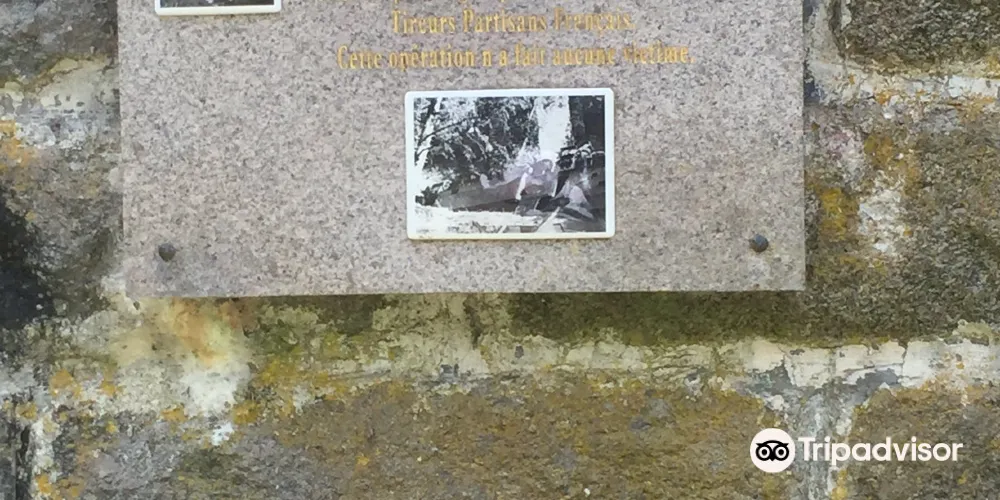 Tireurs Partisans Français.
Cette opération n a fait aucune victime.
Tripadvisor